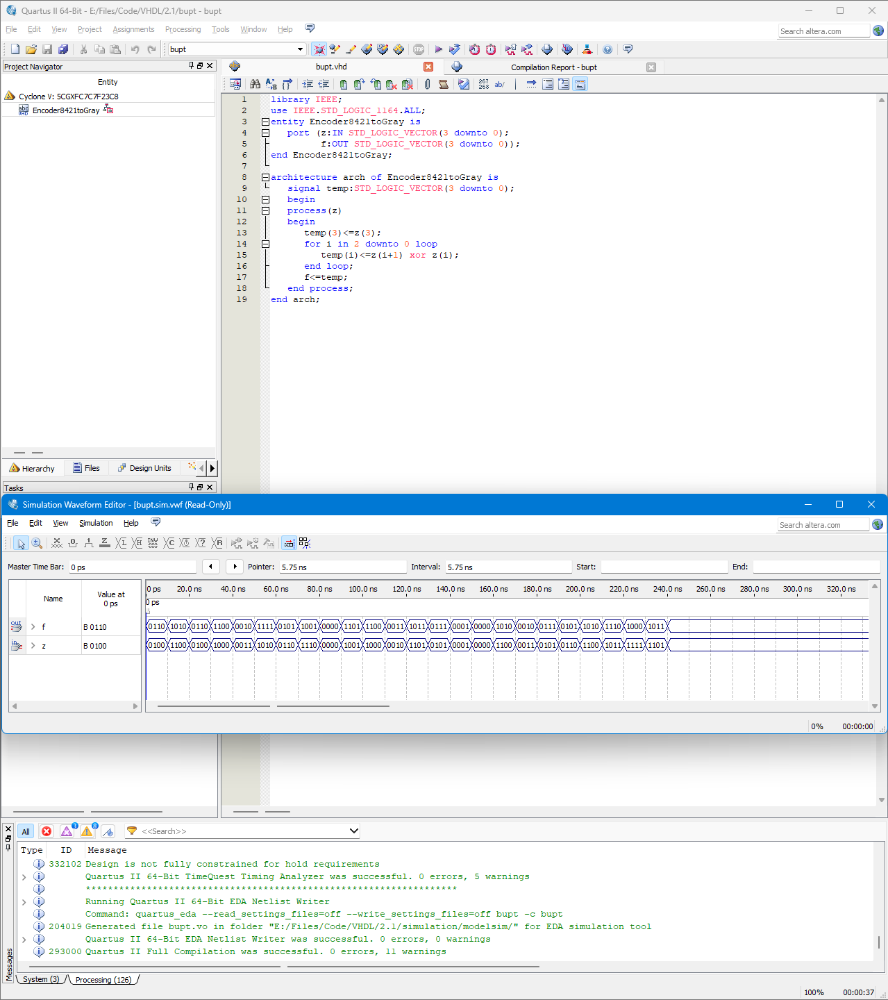 Quartus II 64-Bit - E:/Files/Code/VHDL/2.1/bupt - bupt
File Edit View Project Assignments Processing Tools Window Help
Search altera.com
bupt
Project Navigator
bupt.vhd
Compilation Report - bupt
Entity
Cyclone V: 5CGXFC7C7F23C8
Encoder8421toGray
267
268
ab/
1 library IEEE;
2 use IEEE.STD_LOGIC_1164.ALL;
3 entity Encoder8421toGray is
4 port (z:IN STD_LOGIC_VECTOR(3 downto 0);
5 f:OUT STD_LOGIC_VECTOR(3 downto 0));
6 end Encoder8421toGray;
7
8 architecture arch of Encoder8421toGray is
9 signal temp:STD_LOGIC_VECTOR(3 downto 0);
10 begin
11 process(z)
12 begin
13 temp(3)<=z(3);
14 for i in 2 downto 0 loop
15 temp(i)<=z(i+1) xor z(i);
16 end loop;
17 f<=temp;
18 end process;
19 end arch;
Hierarchy Files Design Units
Tasks
Simulation Waveform Editor - [bupt.sim.vwf (Read-Only)]
File Edit View Simulation Help
Search altera.com
Master Time Bar: 0 ps Pointer: 5.75 ns Interval: 5.75 ns Start: End:
Name Value at 0 ps
0 ps 20.0 ns 40.0 ns 60.0 ns 80.0 ns 100.0 ns 120.0 ns 140.0 ns 160.0 ns 180.0 ns 200.0 ns 220.0 ns 240.0 ns 260.0 ns 280.0 ns 300.0 ns 320.0 ns
0 ps
out f B 0110 0110 1010 0110 1100 0010 1111 0101 1001 0000 1101 1100 0011 1011 0111 0001 0000 1010 0010 0111 0101 1010 1110 1000 1011
in z B 0100 0100 1100 0100 1000 0011 1010 0110 1110 0000 1001 1000 0010 1101 0101 0001 0000 1100 0011 0101 0110 1100 1011 1111 1101
0% 00:00:00
All 3 8 <<Search>>
Type ID Message
332102 Design is not fully constrained for hold requirements
Quartus II 64-Bit TimeQuest Timing Analyzer was successful. 0 errors, 5 warnings
*******************************************************************
Running Quartus II 64-Bit EDA Netlist Writer
Command: quartus_eda --read_settings_files=off --write_settings_files=off bupt -c bupt
204019 Generated file bupt.vo in folder "E:/Files/Code/VHDL/2.1/simulation/modelsim/" for EDA simulation tool
Quartus II 64-Bit EDA Netlist Writer was successful. 0 errors, 0 warnings
293000 Quartus II Full Compilation was successful. 0 errors, 11 warnings
Messages
System (3) Processing (126)
100% 00:00:37